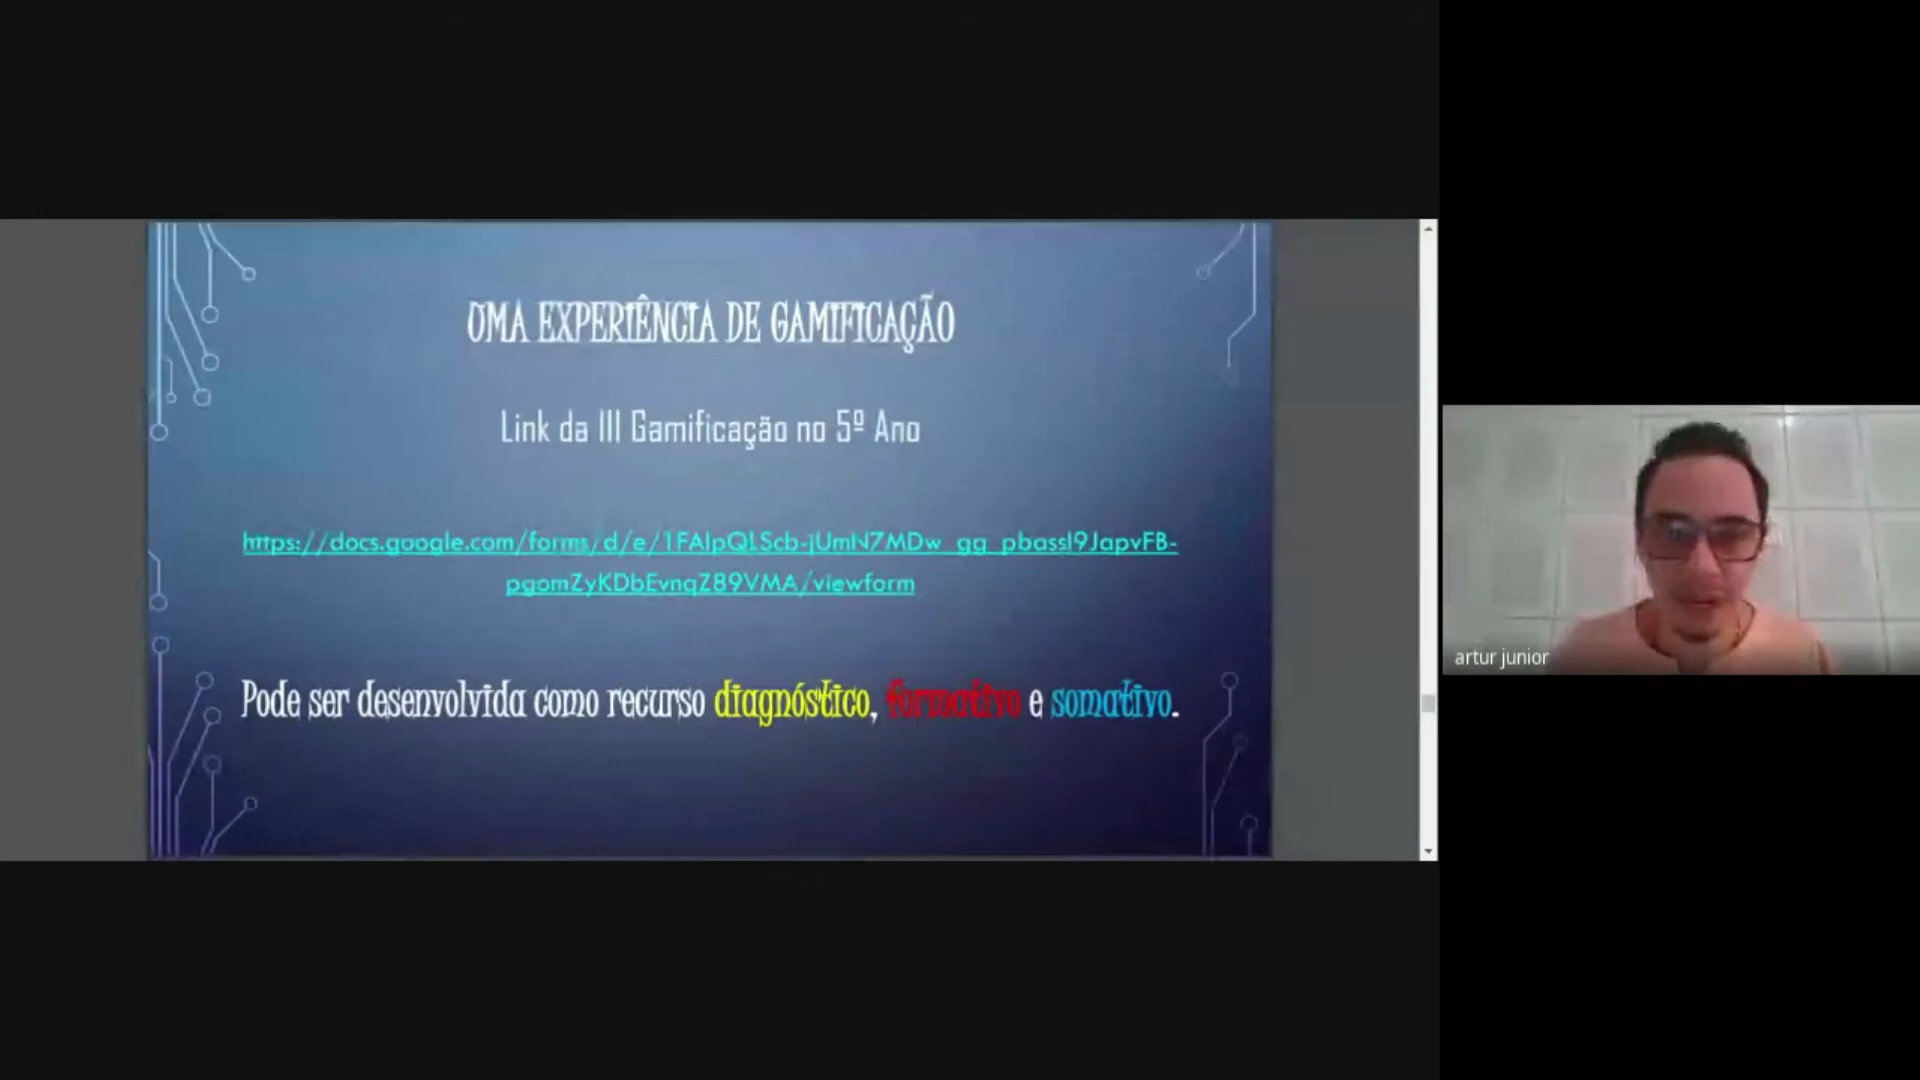 UMA EXPERIÊNCIA DE GAMIFICAÇÃO
Link da III Gamificação no 5º Ano
https://docs.google.com/forms/d/e/1FAIpQLScb-jUmN7MDw_gg_pbassI9JapvFB-
pgomZyKDbEvnqZ89VMA/viewform
Pode ser desenvolvida como recurso diagnóstico, formativo e somativo.
artur junior